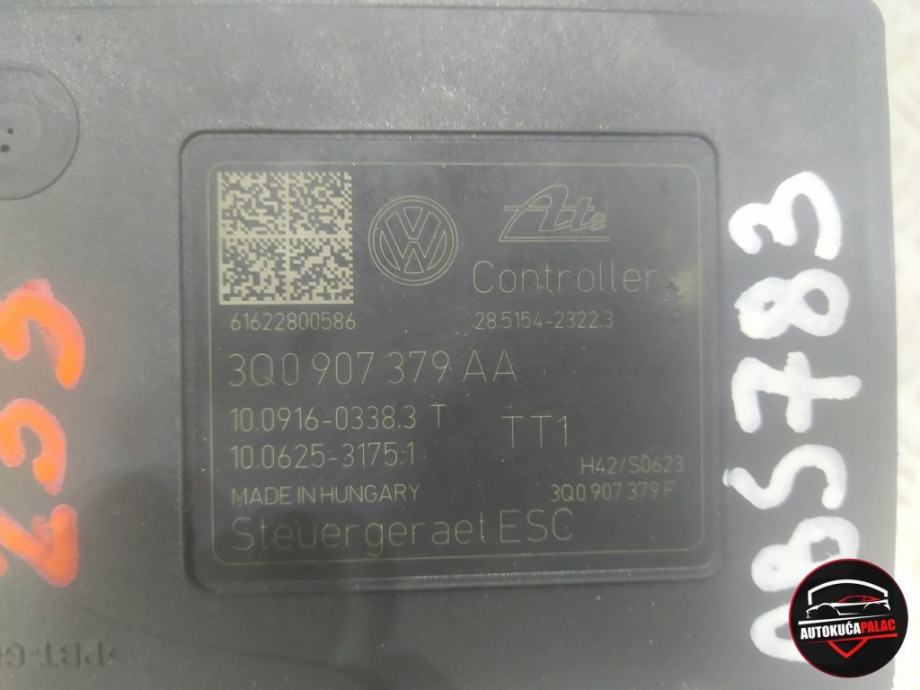 Ate
Controller
61622800586
28.5154-2322.3
3Q0 907 379 AA
10.0916-0338.3 T
TT1
10.0625-3175.1
H42/S0623
MADE IN HUNGARY
3Q0 907 379 F
Steuergeraet ESC
ABS783
AUTOKUĆA PALAC